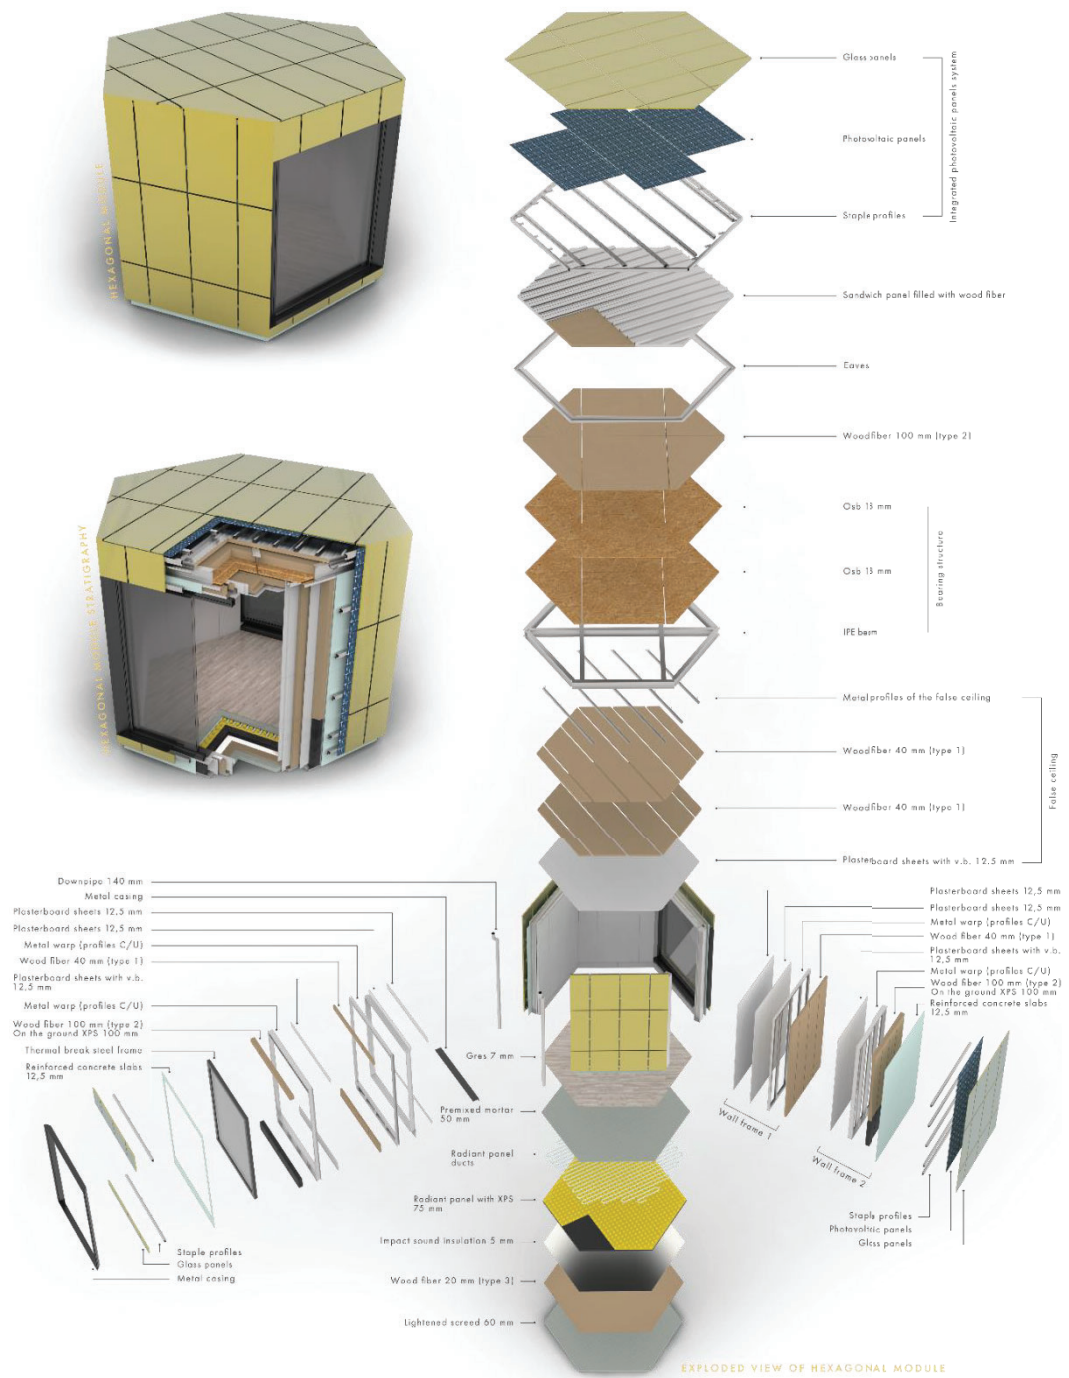 HEXAGONAL MODULE
Glass panels
Photovoltaic panels
Staple profiles
Integrated photovoltaic panels system
Sandwich panel filled with wood fiber
Eaves
Woodfiber 100 mm (type 2)
HEXAGONAL MODULE STRATIGRAPHY
Osb 18 mm
Osb 18 mm
IPE beam
Bearing structure
Metal profiles of the false ceiling
Woodfiber 40 mm (type 1)
Woodfiber 40 mm (type 1)
Plasterboard sheets with v.b. 12.5 mm
False ceiling
Downpipe 140 mm
Metal casing
Plasterboard sheets 12,5 mm
Plasterboard sheets 12,5 mm
Metal warp (profiles C/U)
Wood fiber 40 mm (type 1)
Plasterboard sheets with v.b.
12,5 mm
Metal warp (profiles C/U)
Wood fiber 100 mm (type 2)
On the ground XPS 100 mm
Thermal break steel frame
Reinforced concrete slabs
12,5 mm
Staple profiles
Glass panels
Metal casing
Plasterboard sheets 12,5 mm
Plasterboard sheets 12,5 mm
Metal warp (profiles C/U)
Wood fiber 40 mm (type 1)
Plasterboard sheets with v.b.
12,5 mm
Metal warp (profiles C/U)
Wood fiber 100 mm (type 2)
On the ground XPS 100 mm
Reinforced concrete slabs
12,5 mm
Wall frame 1
Wall frame 2
Staple profiles
Photovoltaic panels
Glass panels
Gres 7 mm
Premixed mortar
50 mm
Radiant panel
ducts
Radiant panel with XPS
75 mm
Impact sound insulation 5 mm
Wood fiber 20 mm (type 3)
Lightened screed 60 mm
EXPLODED VIEW OF HEXAGONAL MODULE